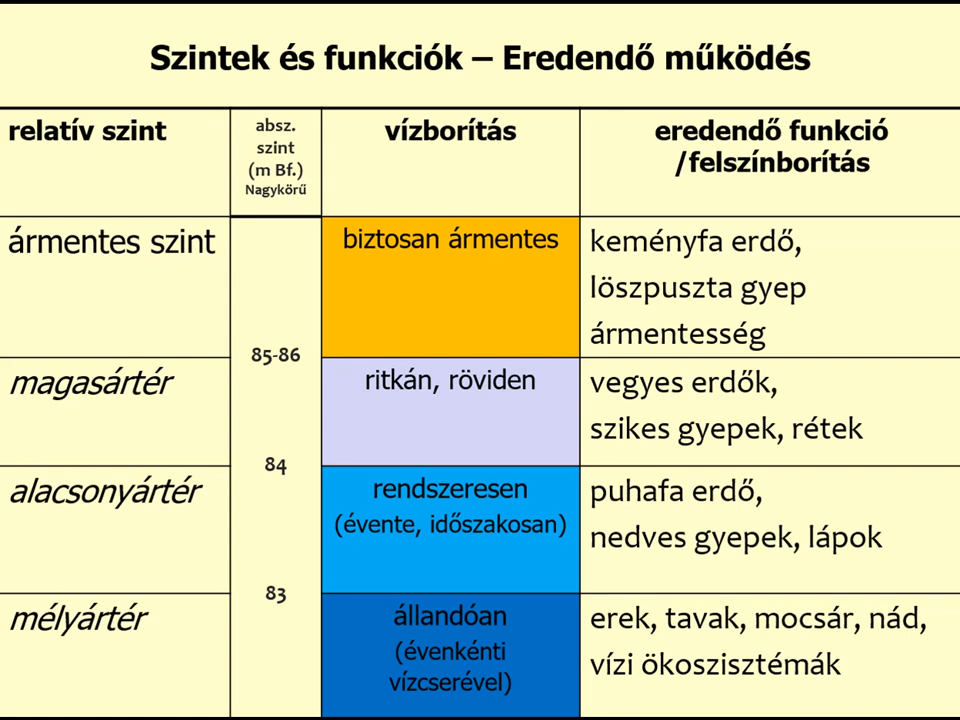 Szintek és funkciók – Eredendő működés
relatív szint
absz.
szint
(m Bf.)
Nagykörű
vízborítás
eredendő funkció
/felszínborítás
ármentes szint
biztosan ármentes
keményfa erdő,
löszpuszta gyep
ármentesség
85-86
magasártér
ritkán, röviden
vegyes erdők,
szikes gyepek, rétek
84
alacsonyártér
rendszeresen
(évente, időszakosan)
puhafa erdő,
nedves gyepek, lápok
83
mélyártér
állandóan
(évenkénti
vízcserével)
erek, tavak, mocsár, nád,
vízi ökoszisztémák